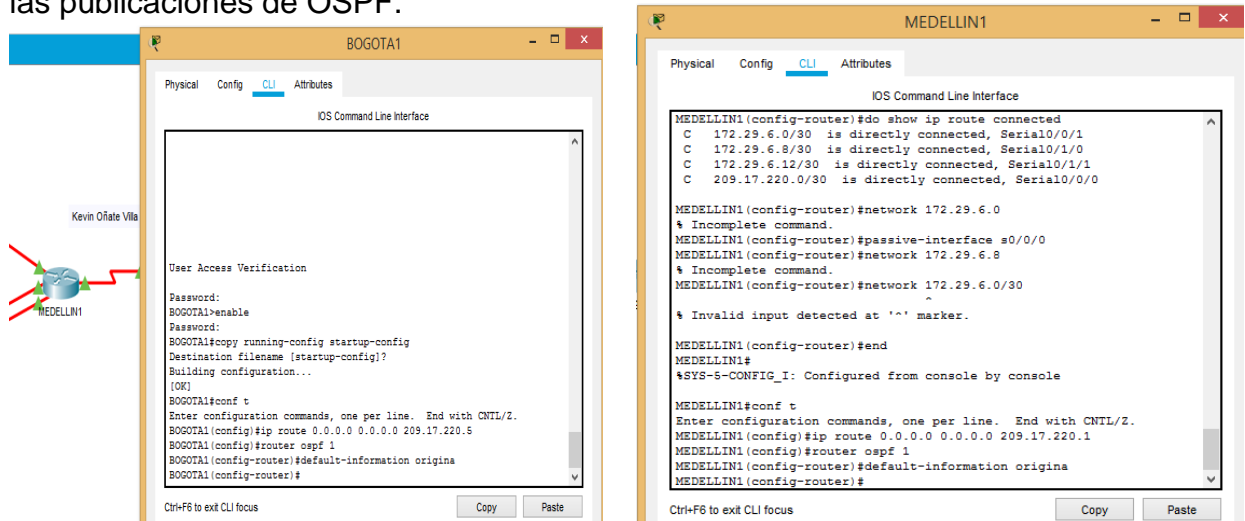 las publicaciones de OSPF.
Kevin Oñate Villa
MEDELLIN1
BOGOTA1
Physical Config CLI Attributes
IOS Command Line Interface
User Access Verification
Password:
BOGOTA1>enable
Password:
BOGOTA1#copy running-config startup-config
Destination filename [startup-config]?
Building configuration...
[OK]
BOGOTA1#conf t
Enter configuration commands, one per line. End with CNTL/Z.
BOGOTA1(config)#ip route 0.0.0.0 0.0.0.0 209.17.220.5
BOGOTA1(config)#router ospf 1
BOGOTA1(config-router)#default-information origina
BOGOTA1(config-router)#
Ctrl+F6 to exit CLI focus
Copy Paste
MEDELLIN1
Physical Config CLI Attributes
IOS Command Line Interface
MEDELLIN1(config-router)#do show ip route connected
C 172.29.6.0/30 is directly connected, Serial0/0/1
C 172.29.6.8/30 is directly connected, Serial0/1/0
C 172.29.6.12/30 is directly connected, Serial0/1/1
C 209.17.220.0/30 is directly connected, Serial0/0/0
MEDELLIN1(config-router)#network 172.29.6.0
% Incomplete command.
MEDELLIN1(config-router)#passive-interface s0/0/0
MEDELLIN1(config-router)#network 172.29.6.8
% Incomplete command.
MEDELLIN1(config-router)#network 172.29.6.0/30
^
% Invalid input detected at '^' marker.
MEDELLIN1(config-router)#end
MEDELLIN1#
%SYS-5-CONFIG_I: Configured from console by console
MEDELLIN1#conf t
Enter configuration commands, one per line. End with CNTL/Z.
MEDELLIN1(config)#ip route 0.0.0.0 0.0.0.0 209.17.220.1
MEDELLIN1(config)#router ospf 1
MEDELLIN1(config-router)#default-information origina
MEDELLIN1(config-router)#
Ctrl+F6 to exit CLI focus
Copy Paste